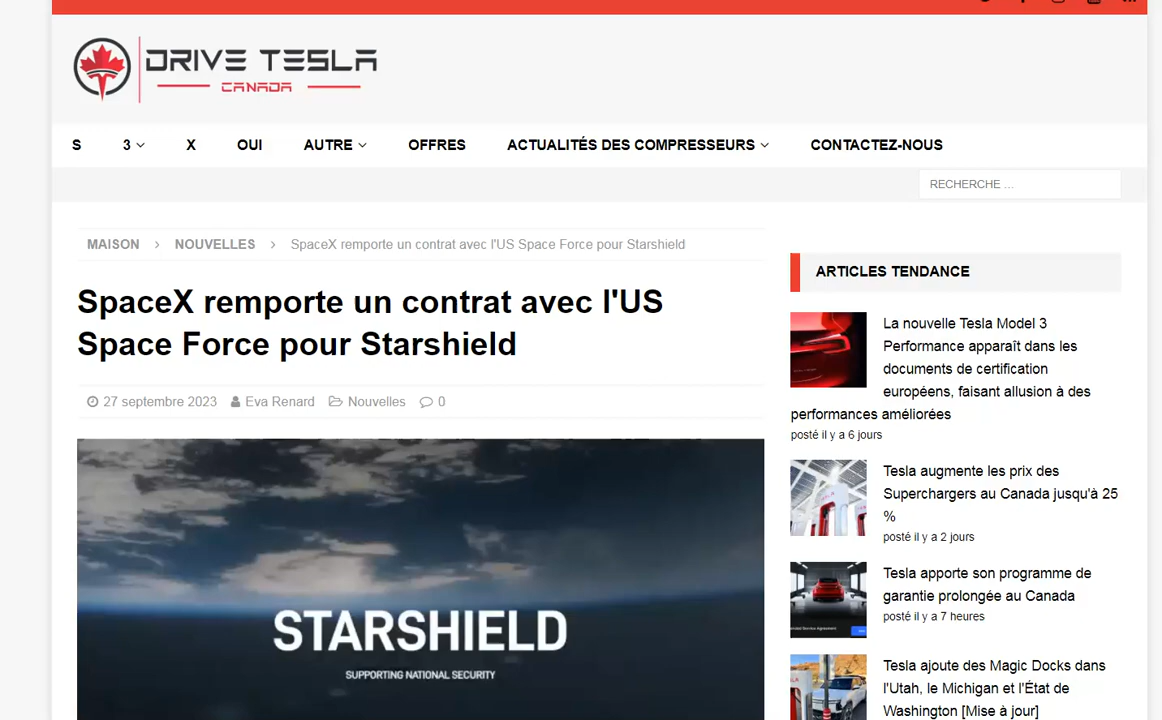 DRIVE TESLA
CANADA
S 3 X OUI AUTRE OFFRES ACTUALITÉS DES COMPRESSEURS CONTACTEZ-NOUS
RECHERCHE ...
MAISON NOUVELLES SpaceX remporte un contrat avec l'US Space Force pour Starshield
SpaceX remporte un contrat avec l'US
Space Force pour Starshield
27 septembre 2023 Eva Renard Nouvelles 0
STARSHIELD
SUPPORTING NATIONAL SECURITY
ARTICLES TENDANCE
La nouvelle Tesla Model 3
Performance apparaît dans les
documents de certification
européens, faisant allusion à des
performances améliorées
posté il y a 6 jours
Tesla augmente les prix des
Superchargers au Canada jusqu'à 25
%
posté il y a 2 jours
Tesla apporte son programme de
garantie prolongée au Canada
posté il y a 7 heures
Tesla ajoute des Magic Docks dans
l'Utah, le Michigan et l'État de
Washington [Mise à jour]